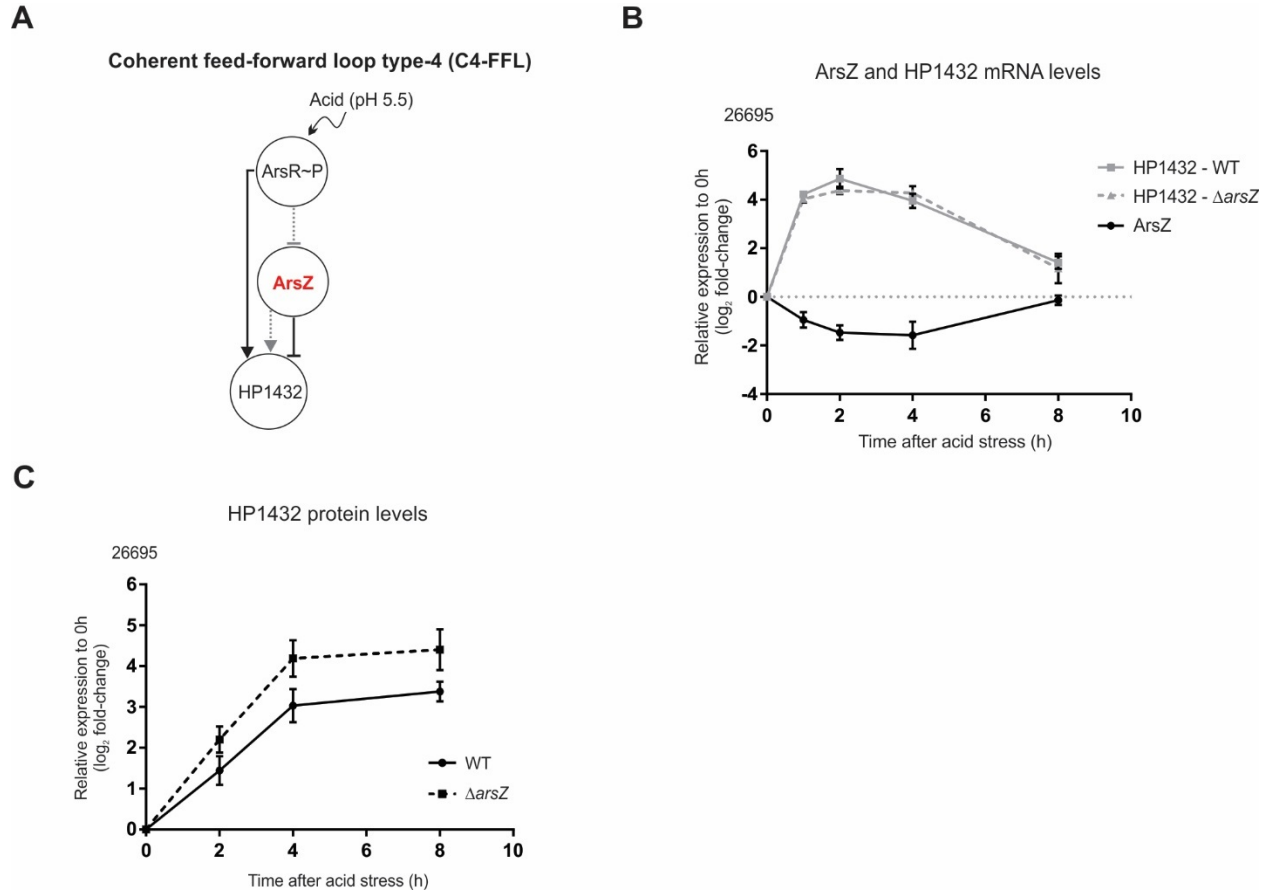 A
Coherent feed-forward loop type-4 (C4-FFL)
Acid (pH 5.5)
ArsR~P
ArsZ
HP1432
B
ArsZ and HP1432 mRNA levels
26695
Relative expression to 0h
(log₂ fold-change)
6
4
2
0
-2
-4
0 2 4 6 8 10
Time after acid stress (h)
HP1432 - WT
HP1432 - ΔarsZ
ArsZ
C
HP1432 protein levels
26695
Relative expression to 0h
(log₂ fold-change)
6
5
4
3
2
1
0
0 2 4 6 8 10
Time after acid stress (h)
WT
ΔarsZ